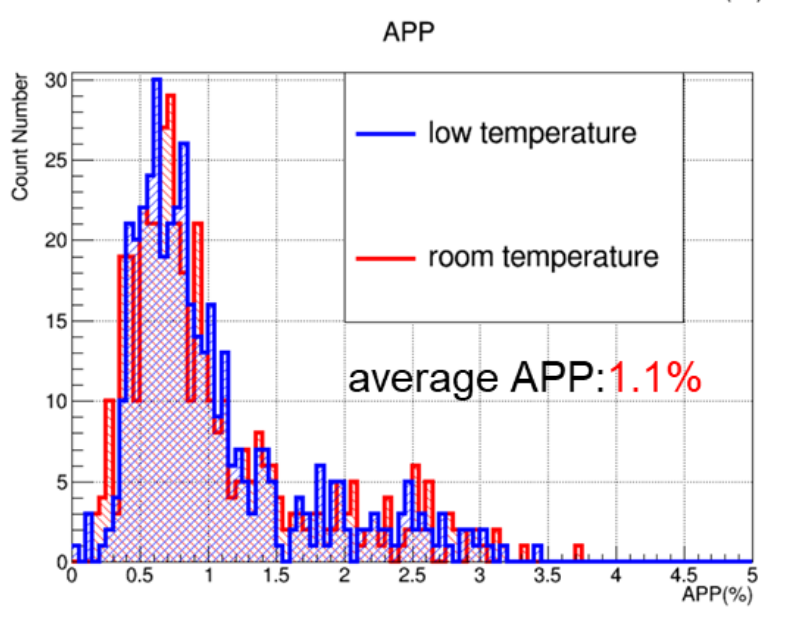 APP
Count Number
30
25
20
15
10
5
0
low temperature
room temperature
average APP:1.1%
0 0.5 1 1.5 2 2.5 3 3.5 4 4.5 5
APP(%)